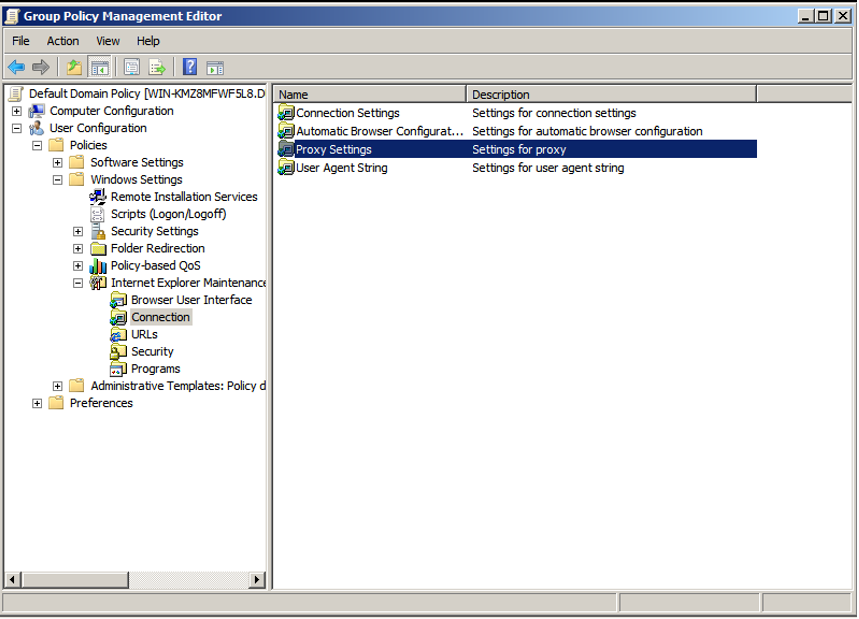 Group Policy Management Editor
File Action View Help
Default Domain Policy [WIN-KMZ8MFWF5L8.D
Computer Configuration
User Configuration
Policies
Software Settings
Windows Settings
Remote Installation Services
Scripts (Logon/Logoff)
Security Settings
Folder Redirection
Policy-based QoS
Internet Explorer Maintenance
Browser User Interface
Connection
URLs
Security
Programs
Administrative Templates: Policy d
Preferences
Name Description
Connection Settings Settings for connection settings
Automatic Browser Configurat... Settings for automatic browser configuration
Proxy Settings Settings for proxy
User Agent String Settings for user agent string